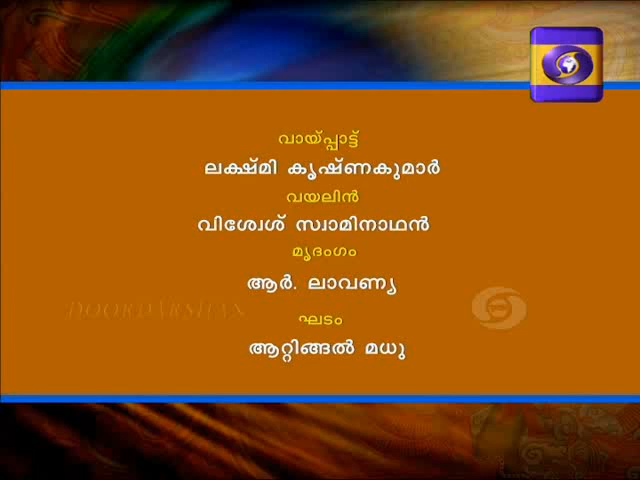 വായ്പ്പാട്ട്
ലക്ഷ്മി കൃഷ്ണകുമാർ
വയലിൻ
വിശ്വേശ് സ്വാമിനാഥൻ
മൃദംഗം
ആർ. ലാവണ്യ
DOORDARSHAN
ഘടം
ആറ്റിങ്ങൽ മധു